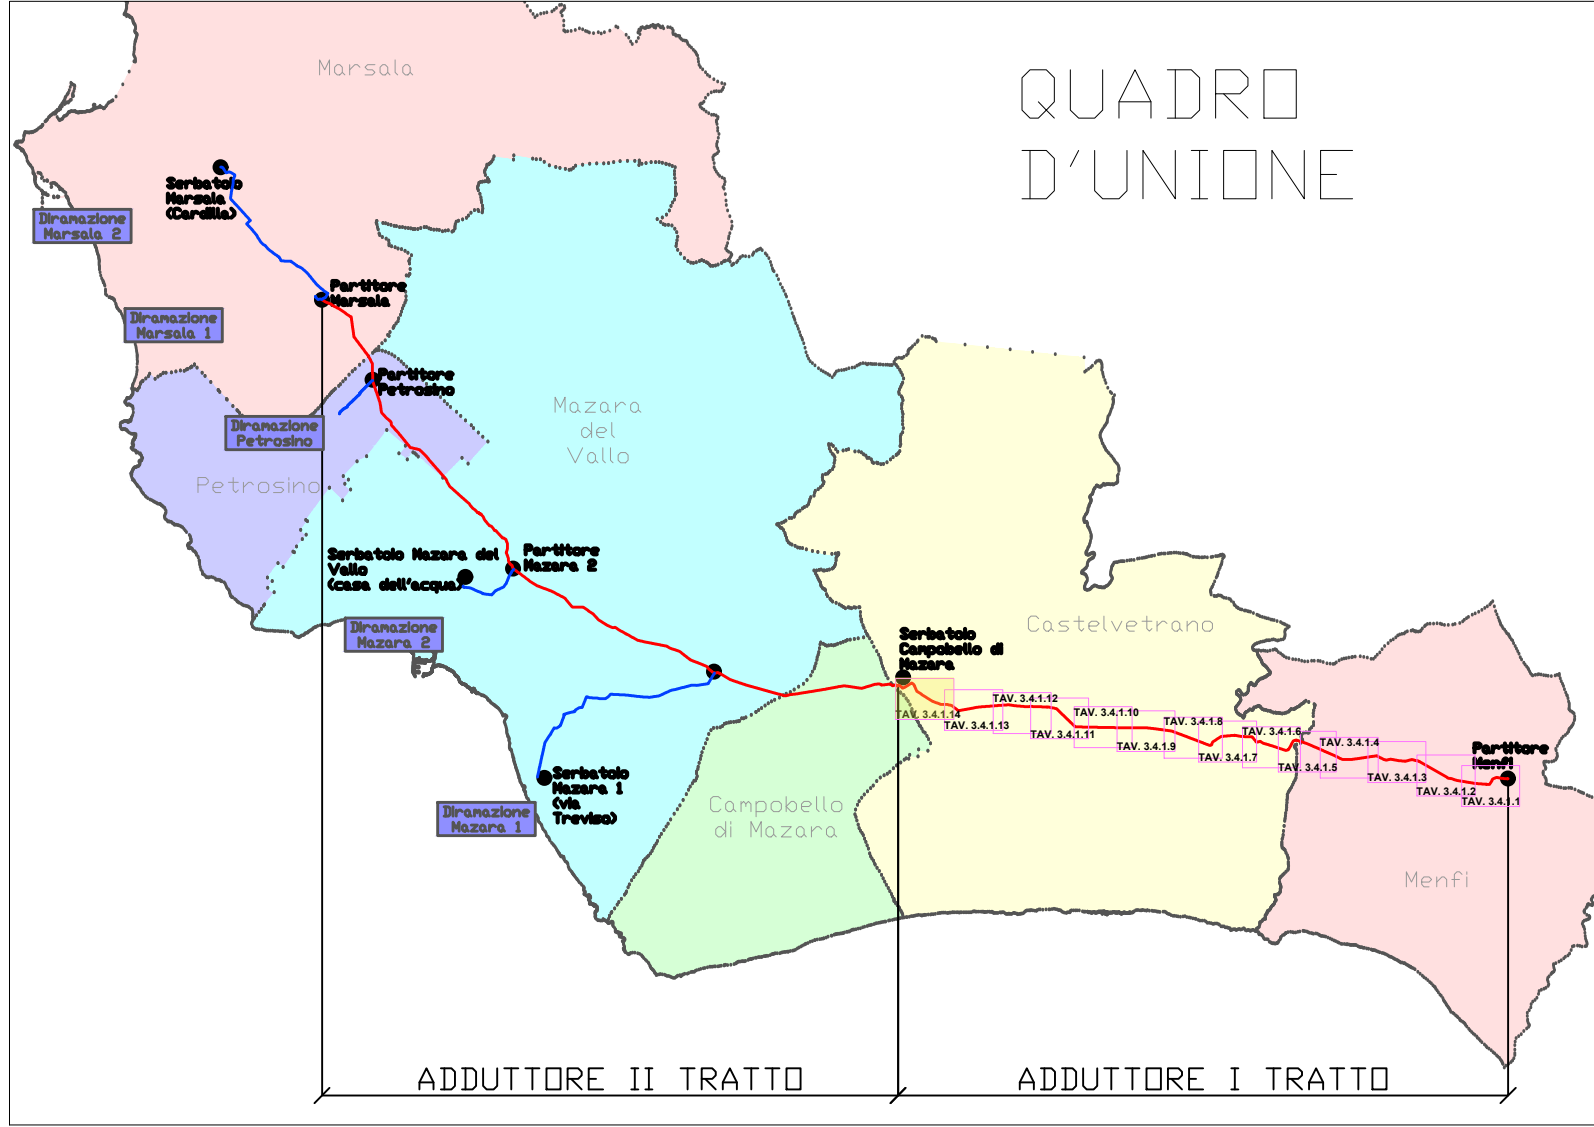 QUADRO
D'UNIONE
Marsala
Serbatoio
Marsala
(Cardilla)
Diramazione
Marsala 2
Partitore
Marsala
Diramazione
Marsala 1
Partitore
Petrosino
Diramazione
Petrosino
Petrosino
Mazara
del
Vallo
Serbatoio Mazara del
Vallo
(casa dell'acqua)
Partitore
Mazara 2
Diramazione
Mazara 2
Serbatoio
Campobello di
Mazara
Castelvetrano
TAV. 3.4.1.14
TAV. 3.4.1.13
TAV. 3.4.1.12
TAV. 3.4.1.11
TAV. 3.4.1.10
TAV. 3.4.1.9
TAV. 3.4.1.8
TAV. 3.4.1.7
TAV. 3.4.1.6
TAV. 3.4.1.5
TAV. 3.4.1.4
TAV. 3.4.1.3
TAV. 3.4.1.2
TAV. 3.4.1.1
Partitore
Menfi
Serbatoio
Mazara 1
(via
Treviso)
Diramazione
Mazara 1
Campobello
di Mazara
Menfi
ADDUTTORE II TRATTO
ADDUTTORE I TRATTO